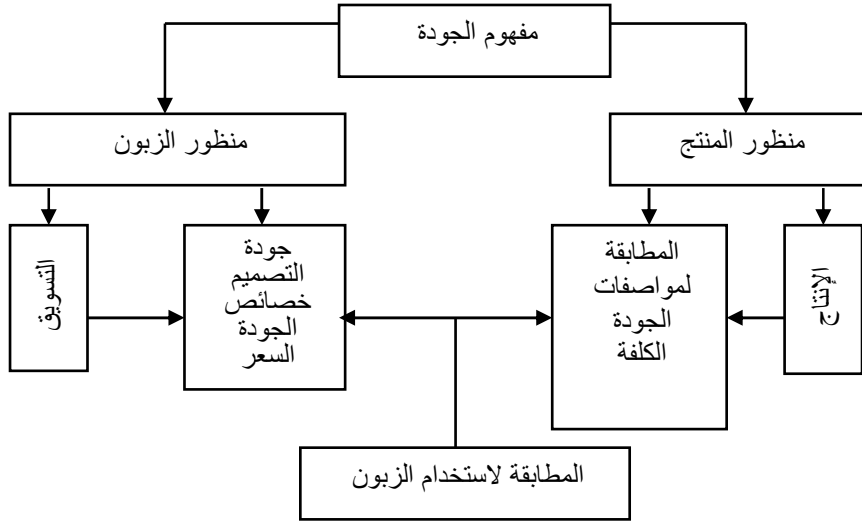 مفهوم الجودة
منظور المنتج
منظور الزبون
الإنتاج
المطابقة
لمواصفات
الجودة
الكلفة
جودة
التصميم
خصائص
الجودة
السعر
التسويق
المطابقة لاستخدام الزبون